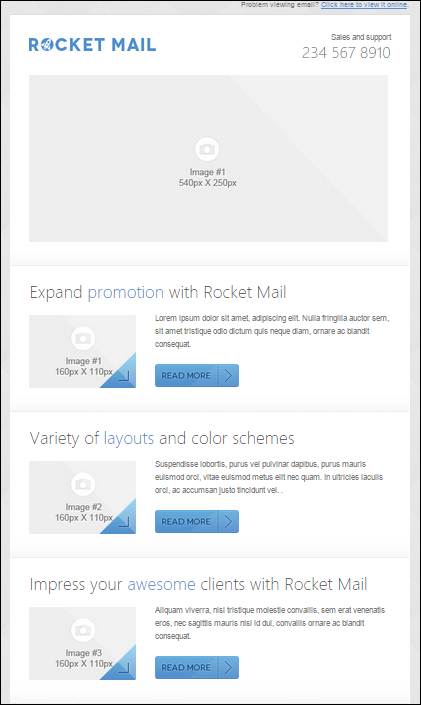 Problem viewing email? Click here to view it online.
ROCKET MAIL
Sales and support
234 567 8910
Image #1
540px X 250px
Expand promotion with Rocket Mail
Image #1
160px X 110px
Lorem ipsum dolor sit amet, adipiscing elit. Nulla fringilla auctor sem,
sit amet tristique odio dictum quis neque diam, ornare ac blandit
consequat.
READ MORE
Variety of layouts and color schemes
Image #2
160px X 110px
Suspendisse lobortis, purus vel pulvinar dapibus, purus mauris
euismod orci, vitae euismod metus elit nec quam. In ultricies iaculis
orci, ac accumsan justo tincidunt vel. .
READ MORE
Impress your awesome clients with Rocket Mail
Image #3
160px X 110px
Aliquam viverra, nisl tristique molestie convallis, sem erat venenatis
eros, nec sagittis mauris nisi id dui, convallis ornare ac blandit
consequat.
READ MORE